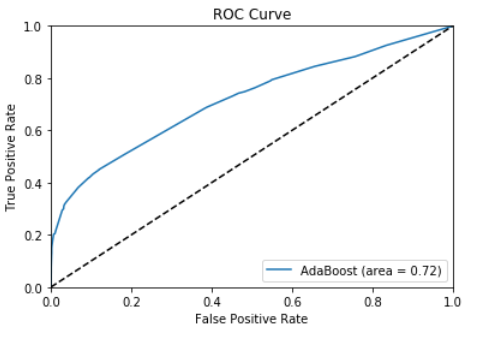 ROC Curve
1.0
0.8
0.6
0.4
0.2
0.0
True Positive Rate
AdaBoost (area = 0.72)
0.0 0.2 0.4 0.6 0.8 1.0
False Positive Rate